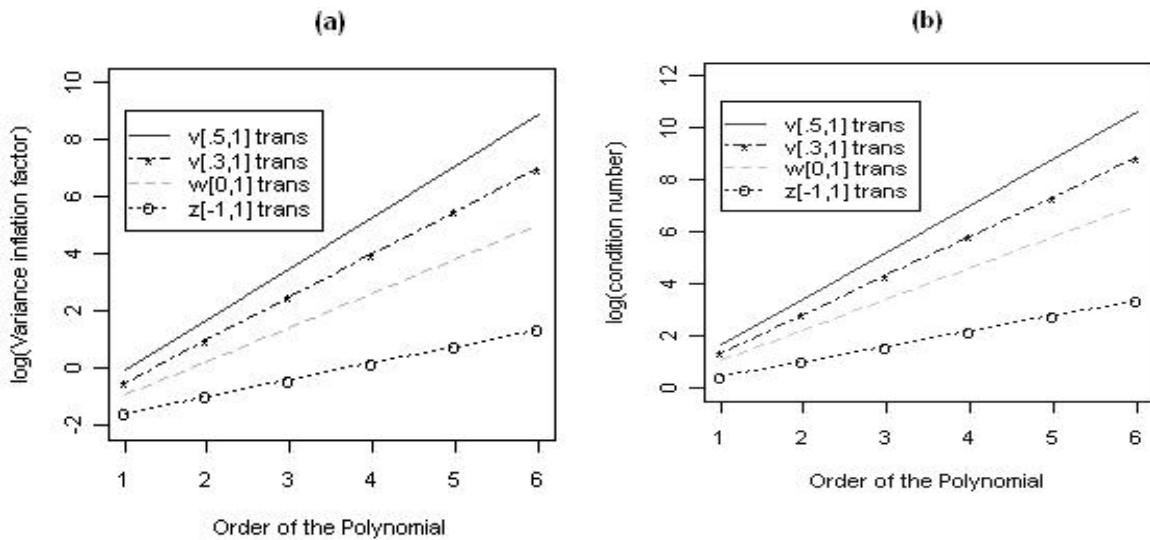 (a)
log(Variance inflation factor)
10
8
6
4
2
0
-2
v[.5,1] trans
v[.3,1] trans
w[0,1] trans
z[-1,1] trans
1 2 3 4 5 6
Order of the Polynomial
(b)
log(condition number)
12
10
8
6
4
2
0
v[.5,1] trans
v[.3,1] trans
w[0,1] trans
z[-1,1] trans
1 2 3 4 5 6
Order of the Polynomial